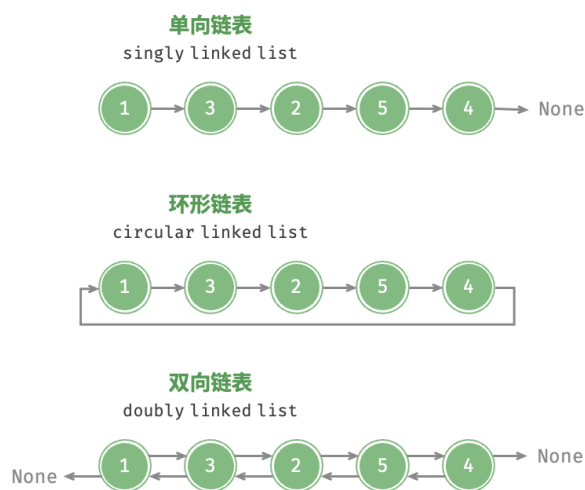 单向链表
singly linked list
1 3 2 5 4 None
环形链表
circular linked list
1 3 2 5 4
双向链表
doubly linked list
None 1 3 2 5 4 None